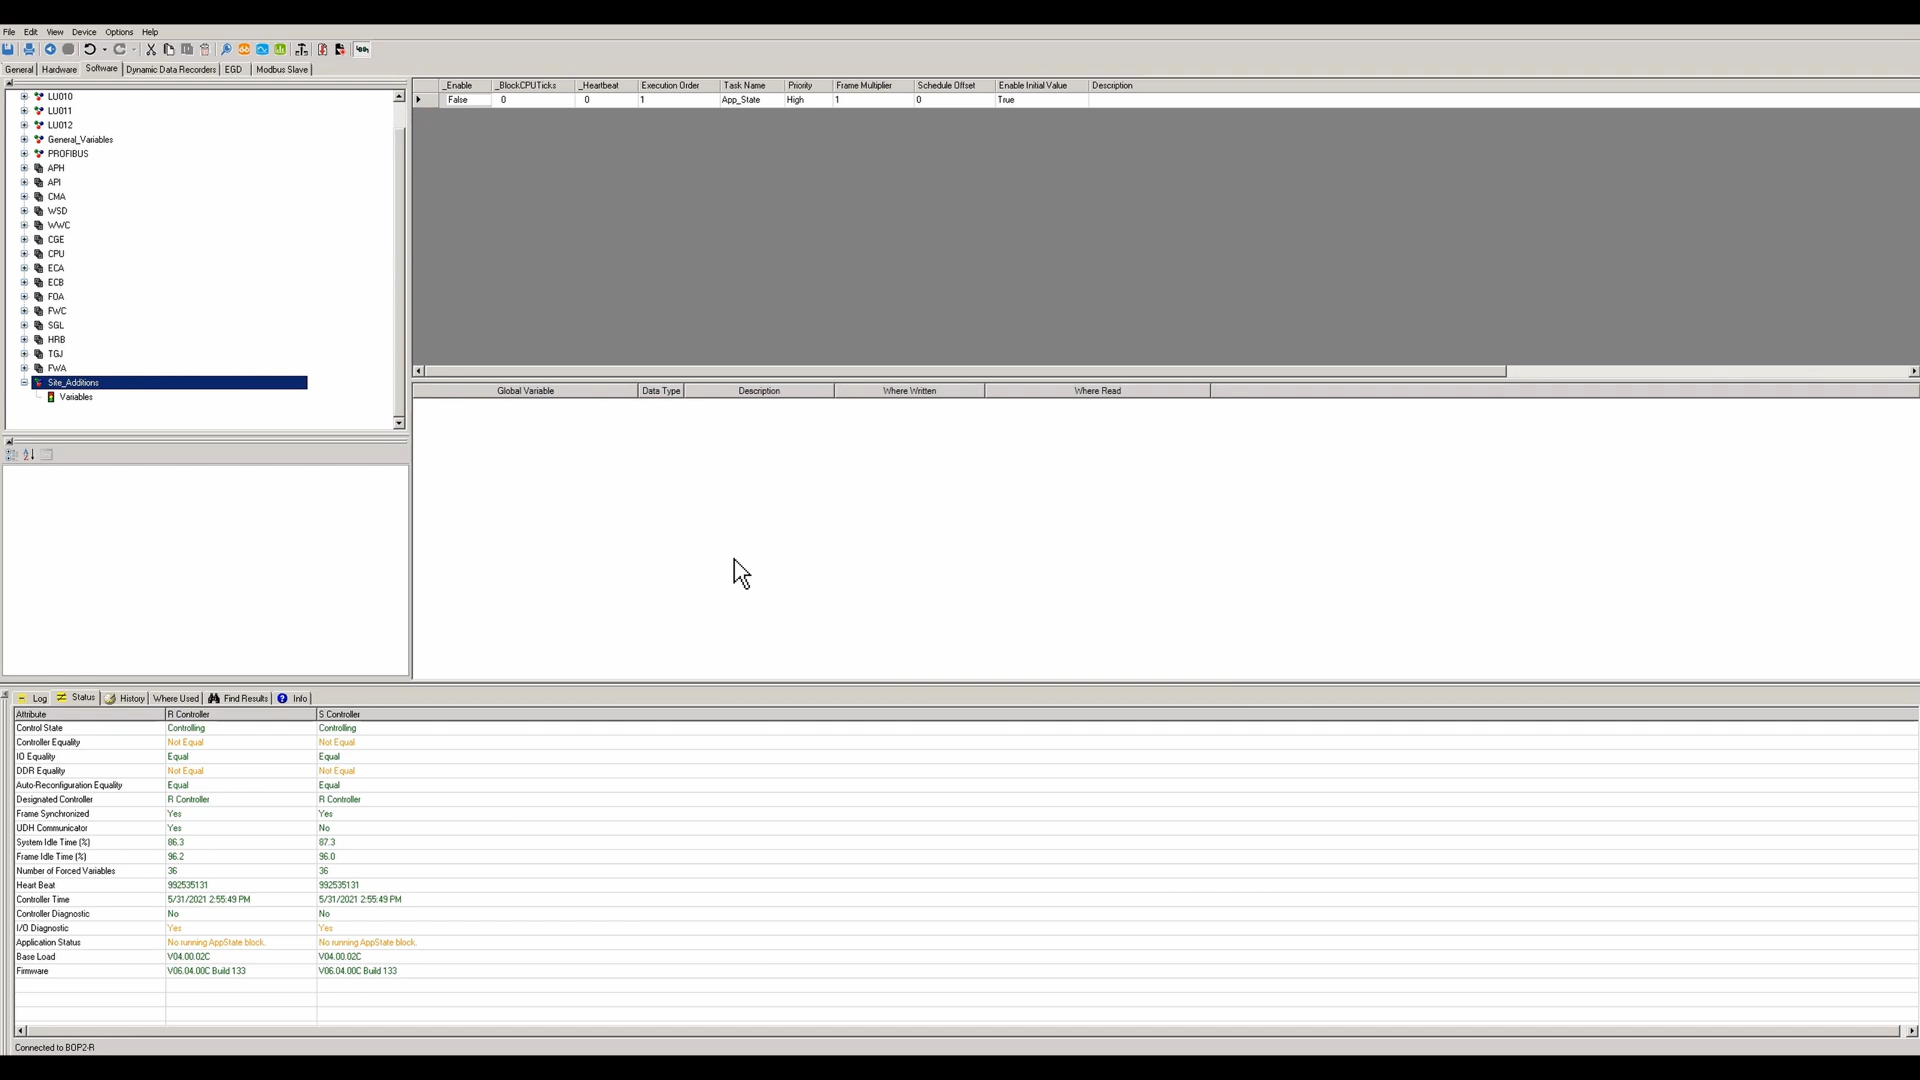 File Edit View Device Options Help
General Hardware Software Dynamic Data Recorders EGD Modbus Slave
LU010
LU011
LU012
General_Variables
PROFIBUS
APH
API
CMA
WSD
WWC
CGE
CPU
ECA
ECB
FOA
FWC
SGL
HRB
TGJ
FWA
Site_Additions
Variables
_Enable _BlockCPUTicks _Heartbeat Execution Order Task Name Priority Frame Multiplier Schedule Offset Enable Initial Value Description
False 0 0 1 App_State High 1 0 True
Global Variable Data Type Description Where Written Where Read
Log Status History Where Used Find Results Info
Attribute R Controller S Controller
Control State Controlling Controlling
Controller Equality Not Equal Not Equal
IO Equality Equal Equal
DDR Equality Not Equal Not Equal
Auto-Reconfiguration Equality Equal Equal
Designated Controller R Controller R Controller
Frame Synchronized Yes Yes
UDH Communicator Yes No
System Idle Time (%) 86.3 87.3
Frame Idle Time (%) 96.2 96.0
Number of Forced Variables 36 36
Heart Beat 992535131 992535131
Controller Time 5/31/2021 2:55:49 PM 5/31/2021 2:55:49 PM
Controller Diagnostic No No
I/O Diagnostic Yes Yes
Application Status No running AppState block. No running AppState block.
Base Load V04.00.02C V04.00.02C
Firmware V06.04.00C Build 133 V06.04.00C Build 133
Connected to BOP2-R